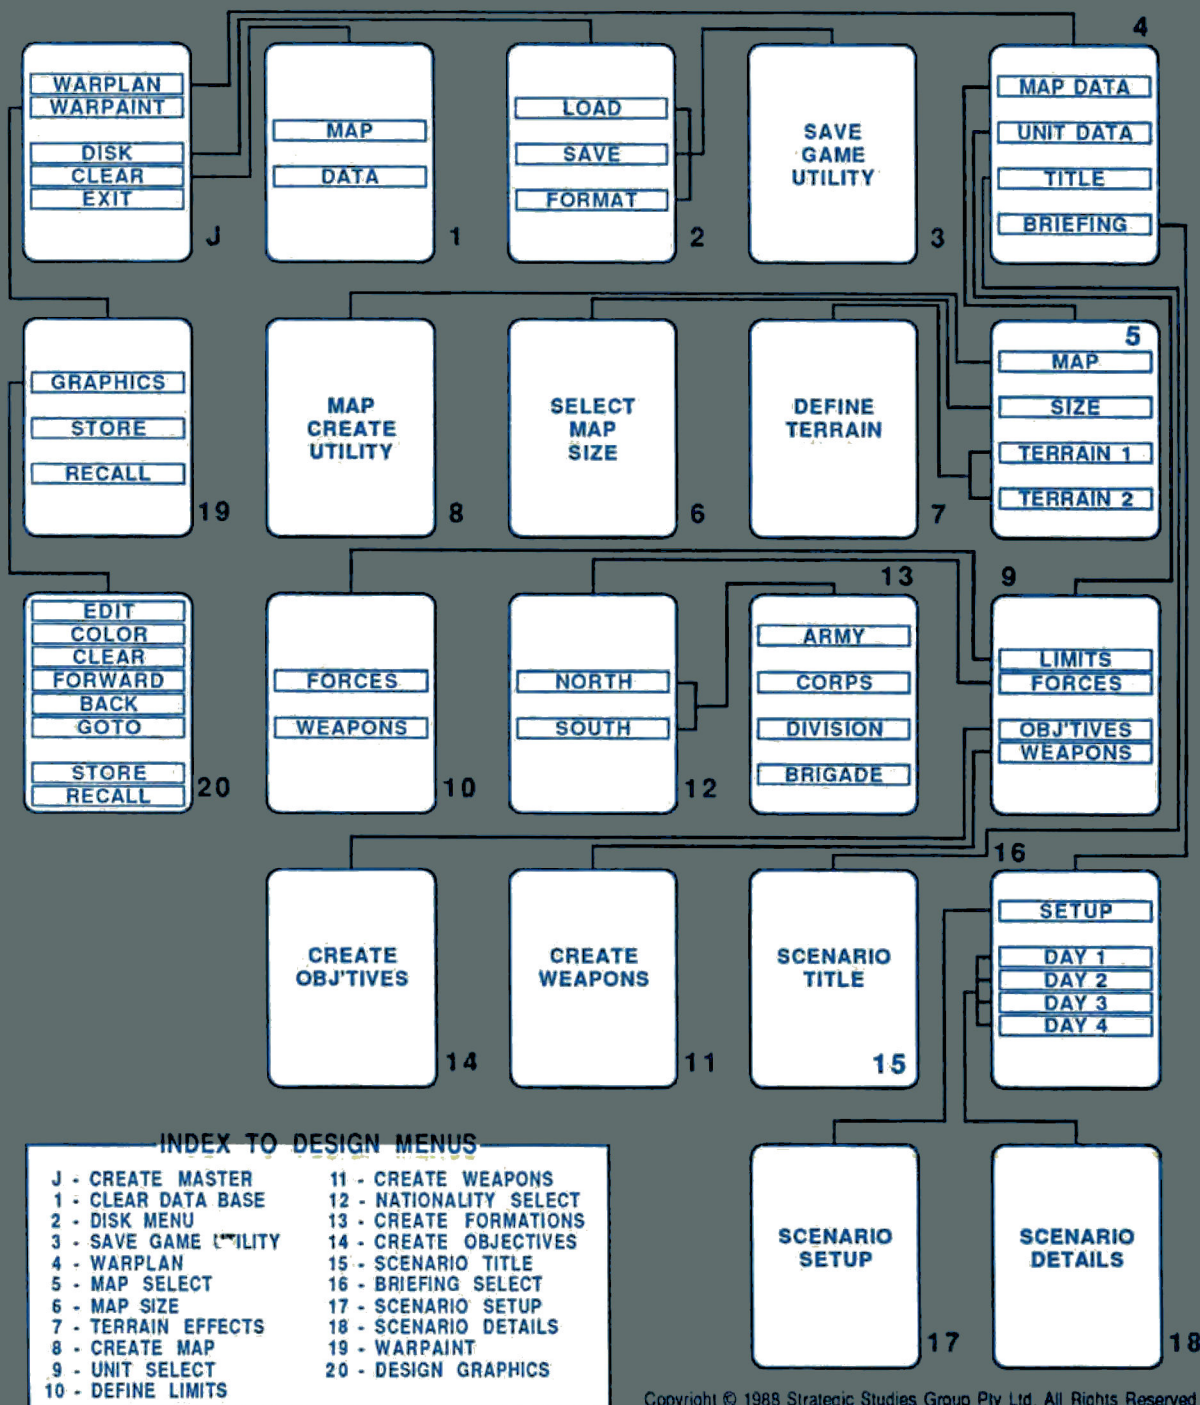 4
WARPLAN
WARPAINT
DISK
CLEAR
EXIT
J
MAP
DATA
1
LOAD
SAVE
FORMAT
2
SAVE
GAME
UTILITY
3
MAP DATA
UNIT DATA
TITLE
BRIEFING
GRAPHICS
STORE
RECALL
19
MAP
CREATE
UTILITY
8
SELECT
MAP
SIZE
6
DEFINE
TERRAIN
7
5
MAP
SIZE
TERRAIN 1
TERRAIN 2
EDIT
COLOR
CLEAR
FORWARD
BACK
GOTO
STORE
RECALL
20
FORCES
WEAPONS
10
NORTH
SOUTH
12
13
ARMY
CORPS
DIVISION
BRIGADE
9
LIMITS
FORCES
OBJ'TIVES
WEAPONS
CREATE
OBJ'TIVES
14
CREATE
WEAPONS
11
SCENARIO
TITLE
15
16
SETUP
DAY 1
DAY 2
DAY 3
DAY 4
SCENARIO
SETUP
17
SCENARIO
DETAILS
18
INDEX TO DESIGN MENUS
J - CREATE MASTER
1 - CLEAR DATA BASE
2 - DISK MENU
3 - SAVE GAME UTILITY
4 - WARPLAN
5 - MAP SELECT
6 - MAP SIZE
7 - TERRAIN EFFECTS
8 - CREATE MAP
9 - UNIT SELECT
10 - DEFINE LIMITS
11 - CREATE WEAPONS
12 - NATIONALITY SELECT
13 - CREATE FORMATIONS
14 - CREATE OBJECTIVES
15 - SCENARIO TITLE
16 - BRIEFING SELECT
17 - SCENARIO SETUP
18 - SCENARIO DETAILS
19 - WARPAINT
20 - DESIGN GRAPHICS
Copyright © 1988 Strategic Studies Group Pty Ltd. All Rights Reserved